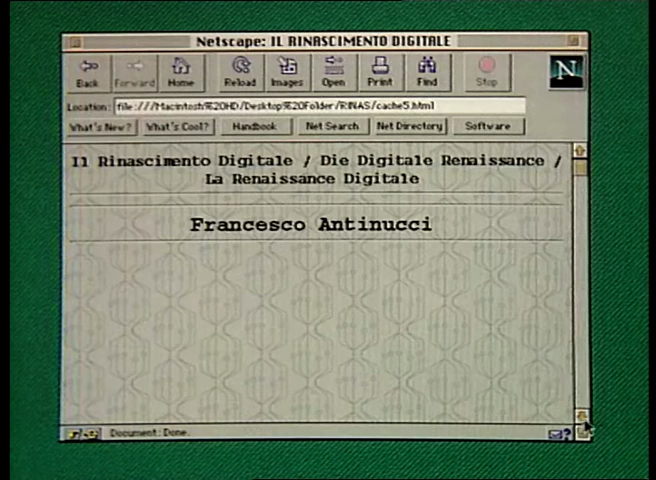 Netscape: IL RINASCIMENTO DIGITALE
Back Forward Home Reload Images Open Print Find Stop
N
Location: file:///Macintosh%20HD/Desktop%20Folder/RINAS/cache5.html
What's New? What's Cool? Handbook Net Search Net Directory Software
Il Rinascimento Digitale / Die Digitale Renaissance /
La Renaissance Digitale
Francesco Antinucci
Document: Done.
?